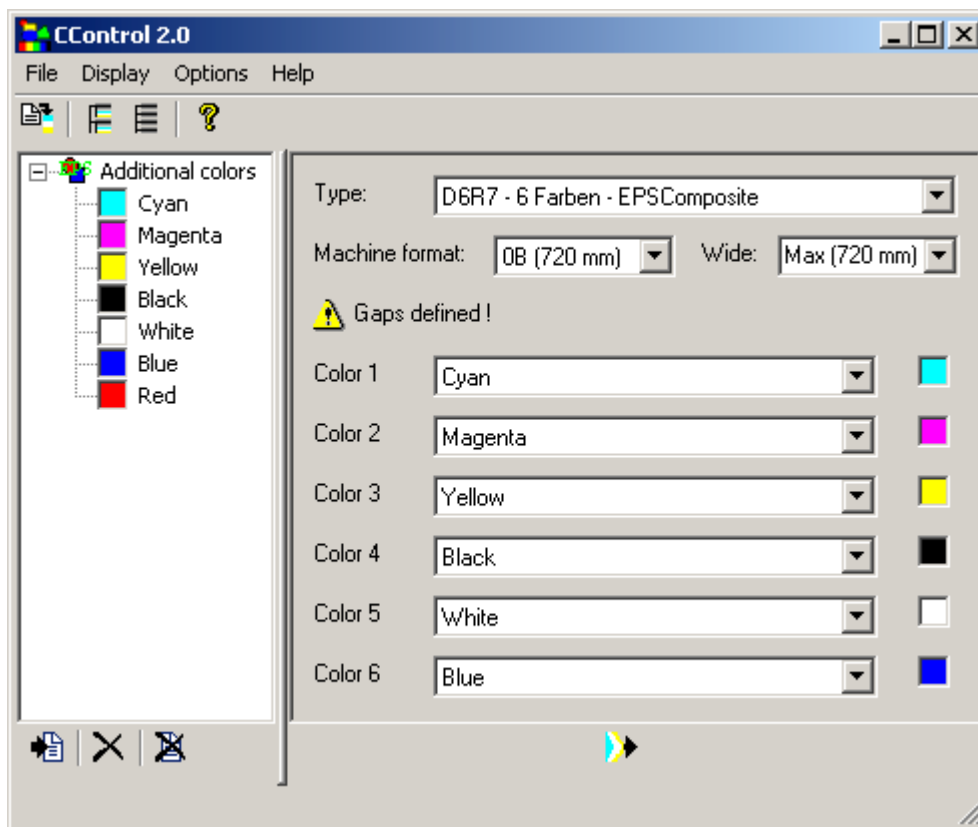 CControl 2.0
File Display Options Help
Additional colors
Cyan
Magenta
Yellow
Black
White
Blue
Red
Type: D6R7 - 6 Farben - EPSComposite
Machine format: 0B (720 mm) Wide: Max (720 mm)
Gaps defined !
Color 1 Cyan
Color 2 Magenta
Color 3 Yellow
Color 4 Black
Color 5 White
Color 6 Blue